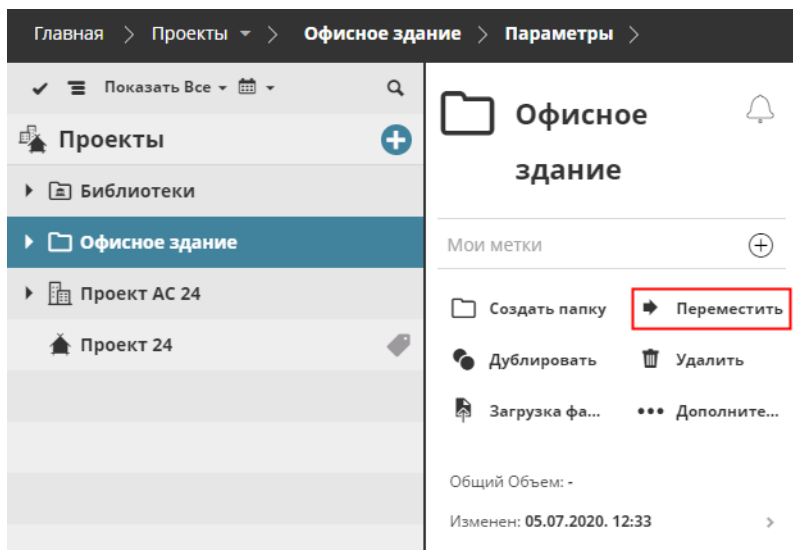 Главная > Проекты > Офисное здание > Параметры >
Показать Все
Проекты
Библиотеки
Офисное здание
Проект АС 24
Проект 24
Офисное
здание
Мои метки
Создать папку
Переместить
Дублировать
Удалить
Загрузка фа...
Дополните...
Общий Объем: -
Изменен: 05.07.2020. 12:33